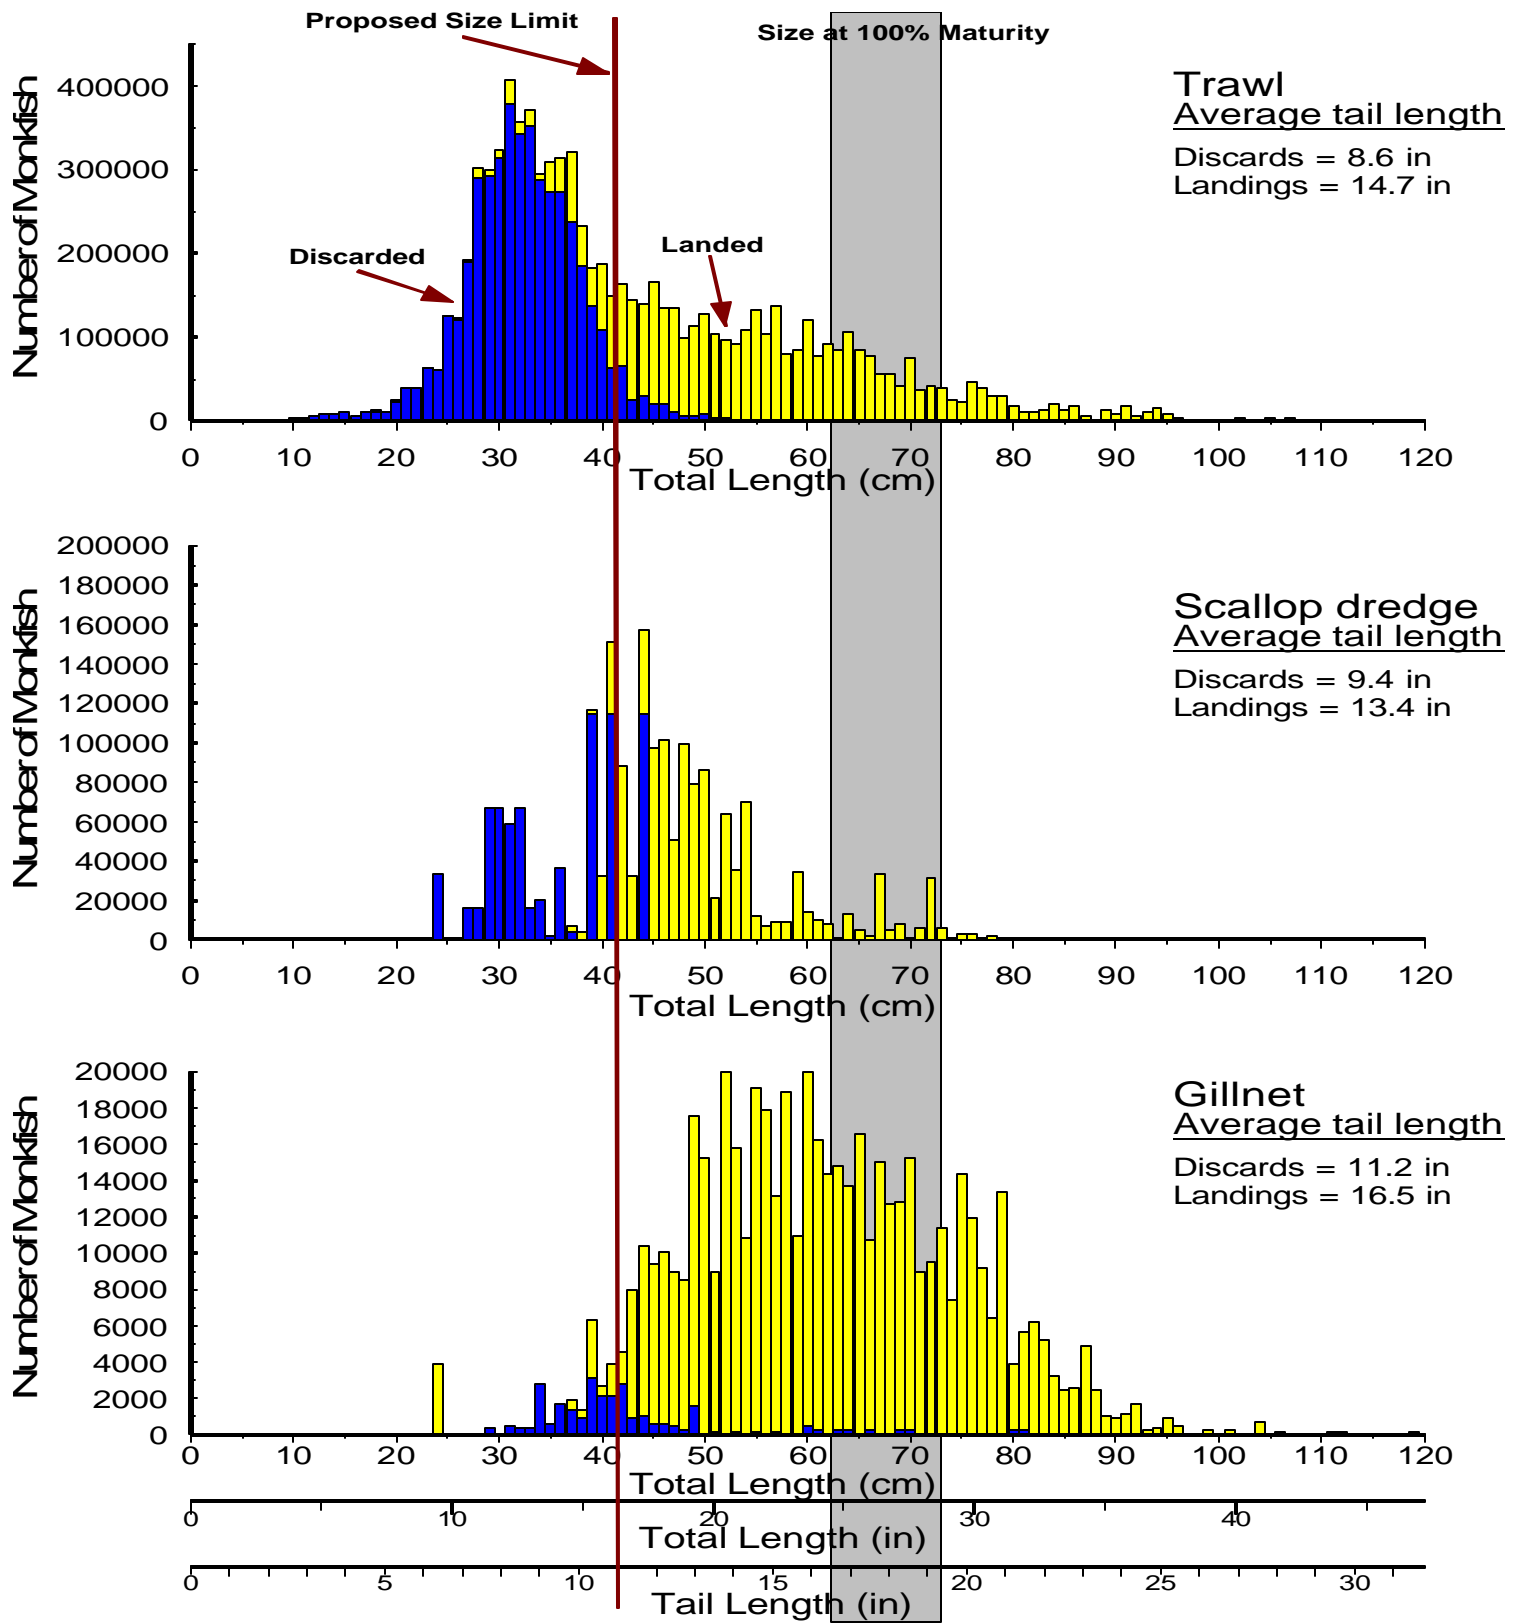 Proposed Size Limit
Size at 100% Maturity
Number of Monkfish
400000
300000
200000
100000
0
Discarded
Landed
Trawl
Average tail length
Discards = 8.6 in
Landings = 14.7 in
0 10 20 30 40 50 60 70 80 90 100 110 120
Total Length (cm)
Number of Monkfish
200000
180000
160000
140000
120000
100000
80000
60000
40000
20000
0
Scallop dredge
Average tail length
Discards = 9.4 in
Landings = 13.4 in
0 10 20 30 40 50 60 70 80 90 100 110 120
Total Length (cm)
Number of Monkfish
20000
18000
16000
14000
12000
10000
8000
6000
4000
2000
0
Gillnet
Average tail length
Discards = 11.2 in
Landings = 16.5 in
0 10 20 30 40 50 60 70 80 90 100 110 120
Total Length (cm)
0 10 20 30 40
Total Length (in)
0 5 10 15 20 25 30
Tail Length (in)